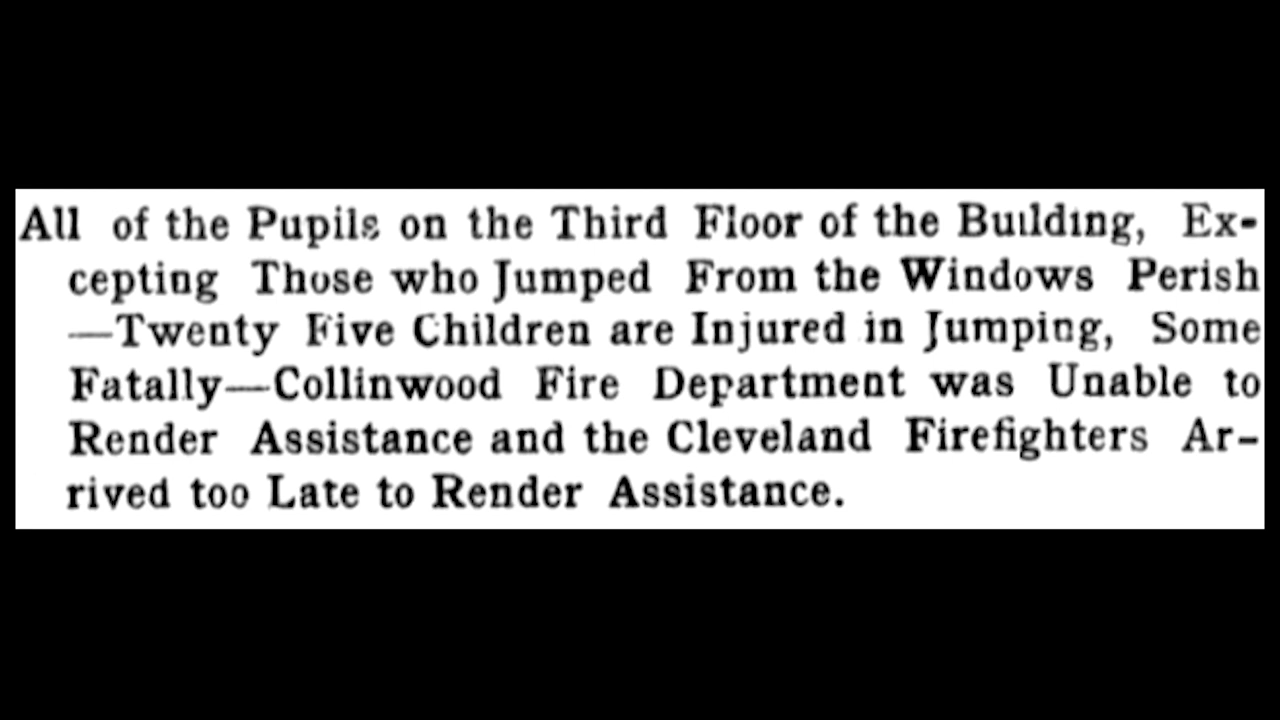 All of the Pupils on the Third Floor of the Building, Ex-
cepting Those who Jumped From the Windows Perish
—Twenty Five Children are Injured in Jumping, Some
Fatally—Collinwood Fire Department was Unable to
Render Assistance and the Cleveland Firefighters Ar-
rived too Late to Render Assistance.